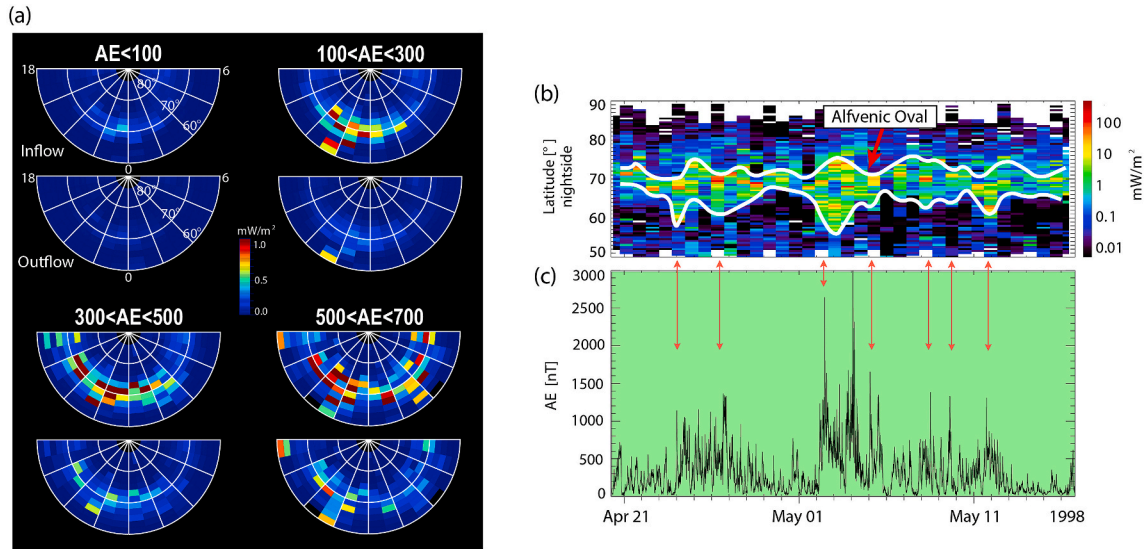 (a)
AE<100
100<AE<300
18
6
80°
70°
60°
Inflow
0
18
6
80°
70°
60°
Outflow
0
mW/m²
1.0
0.5
0.0
300<AE<500
500<AE<700
(b)
90
80
70
60
50
Latitude [°]
nightside
Alfvenic Oval
100
10
1
0.1
0.01
mW/m²
(c)
3000
2500
2000
1500
1000
500
0
AE [nT]
Apr 21
May 01
May 11
1998